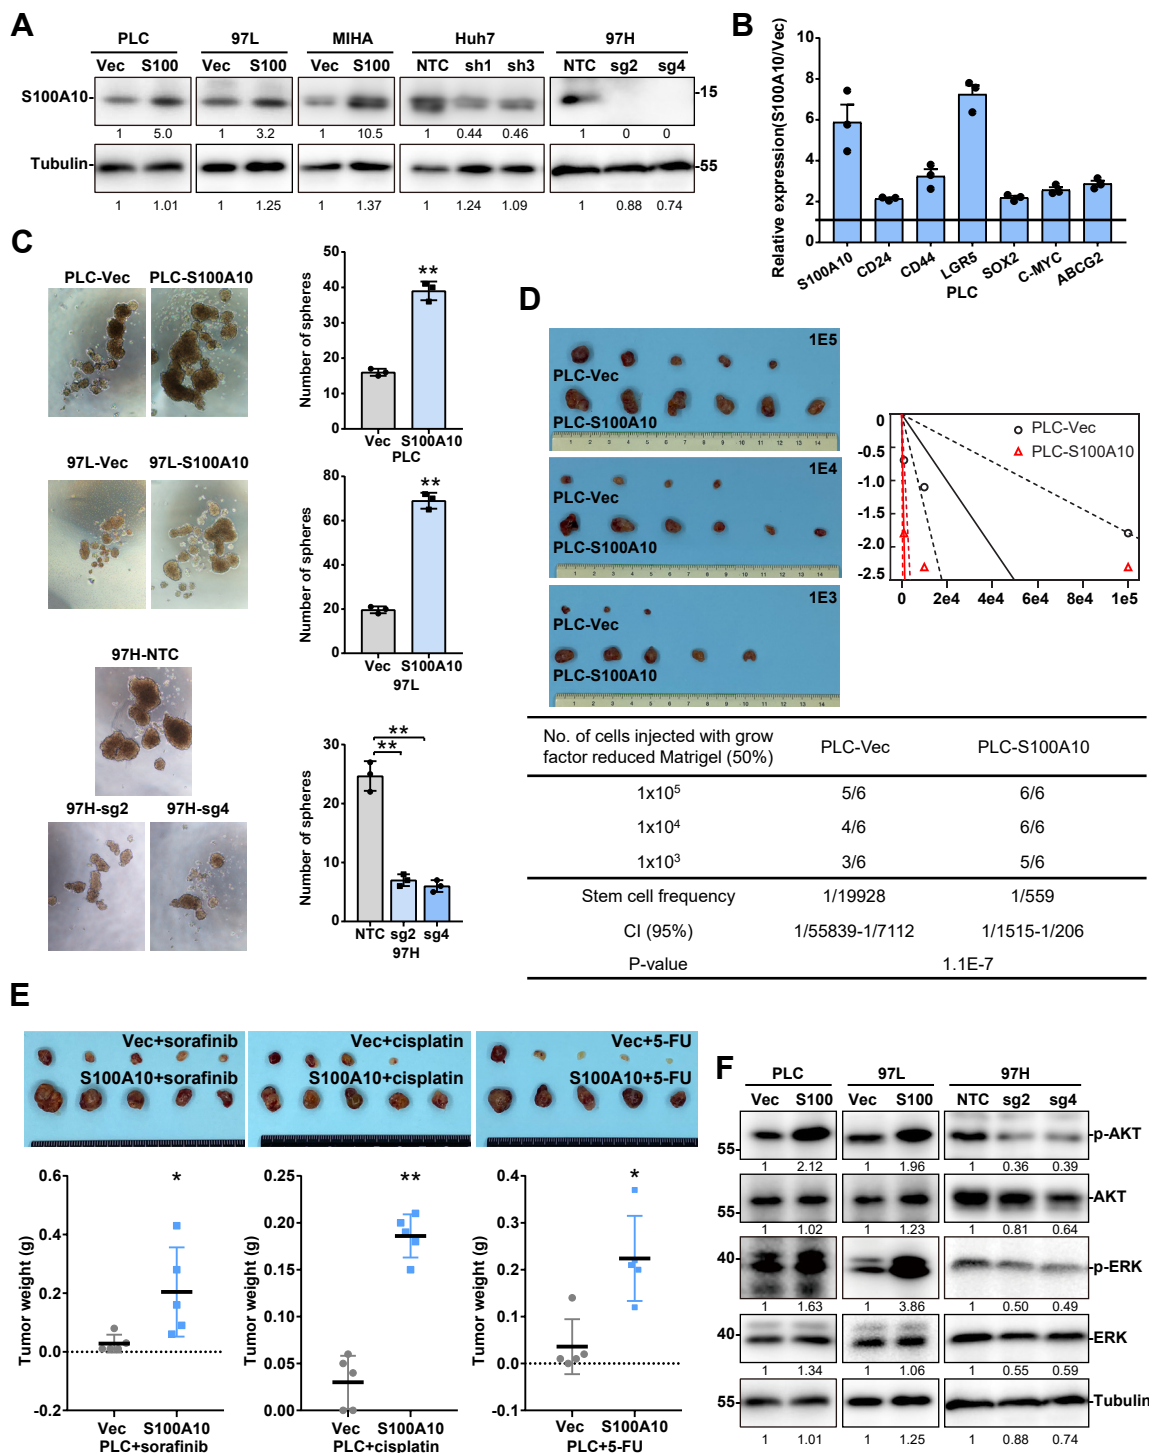 A
PLC 97L MIHA Huh7 97H
Vec S100 Vec S100 Vec S100 NTC sh1 sh3 NTC sg2 sg4
S100A10 -15
1 5.0 1 3.2 1 10.5 1 0.44 0.46 1 0 0
Tubulin -55
1 1.01 1 1.25 1 1.37 1 1.24 1.09 1 0.88 0.74
B
Relative expression(S100A10/Vec)
10
8
6
4
2
0
S100A10 CD24 CD44 LGR5 SOX2 C-MYC ABCG2
PLC
C
PLC-Vec PLC-S100A10
97L-Vec 97L-S100A10
97H-NTC
97H-sg2 97H-sg4
Number of spheres
50
40
30
20
10
0
**
Vec S100A10
PLC
Number of spheres
80
60
40
20
0
**
Vec S100A10
97L
Number of spheres
30
20
10
0
**
**
NTC sg2 sg4
97H
D
1E5
PLC-Vec
PLC-S100A10
1E4
PLC-Vec
PLC-S100A10
1E3
PLC-Vec
PLC-S100A10
0
-0.5
-1.0
-1.5
-2.0
-2.5
PLC-Vec
PLC-S100A10
0 2e4 4e4 6e4 8e4 1e5
No. of cells injected with grow factor reduced Matrigel (50%) PLC-Vec PLC-S100A10
1x10⁵ 5/6 6/6
1x10⁴ 4/6 6/6
1x10³ 3/6 5/6
Stem cell frequency 1/19928 1/559
CI (95%) 1/55839-1/7112 1/1515-1/206
P-value 1.1E-7
E
Vec+sorafinib
S100A10+sorafinib
Vec+cisplatin
S100A10+cisplatin
Vec+5-FU
S100A10+5-FU
Tumor weight (g)
0.6
0.4
0.2
0.0
-0.2
*
Vec S100A10
PLC+sorafinib
Tumor weight (g)
0.25
0.20
0.15
0.10
0.05
0.00
**
Vec S100A10
PLC+cisplatin
Tumor weight (g)
0.4
0.3
0.2
0.1
0.0
-0.1
*
Vec S100A10
PLC+5-FU
F
PLC 97L 97H
Vec S100 Vec S100 NTC sg2 sg4
55 p-AKT
1 2.12 1 1.96 1 0.36 0.39
55 AKT
1 1.02 1 1.23 1 0.81 0.64
40 p-ERK
1 1.63 1 3.86 1 0.50 0.49
40 ERK
1 1.34 1 1.06 1 0.55 0.59
55 Tubulin
1 1.01 1 1.25 1 0.88 0.74